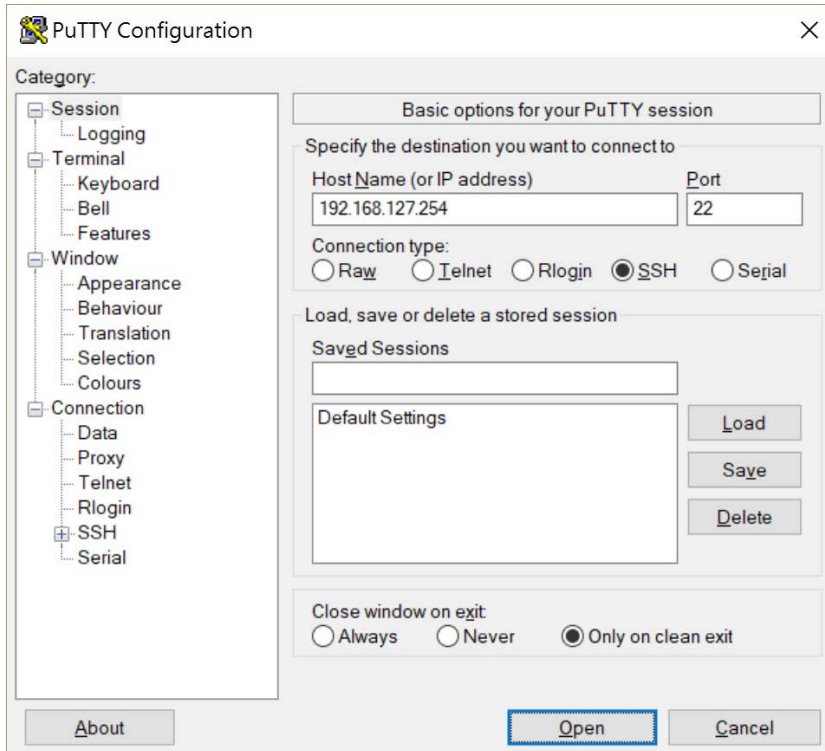 PuTTY Configuration
Category:
Session
Logging
Terminal
Keyboard
Bell
Features
Window
Appearance
Behaviour
Translation
Selection
Colours
Connection
Data
Proxy
Telnet
Rlogin
SSH
Serial
Basic options for your PuTTY session
Specify the destination you want to connect to
Host Name (or IP address) Port
192.168.127.254 22
Connection type:
Raw Telnet Rlogin SSH Serial
Load, save or delete a stored session
Saved Sessions
Default Settings
Load
Save
Delete
Close window on exit:
Always Never Only on clean exit
About Open Cancel